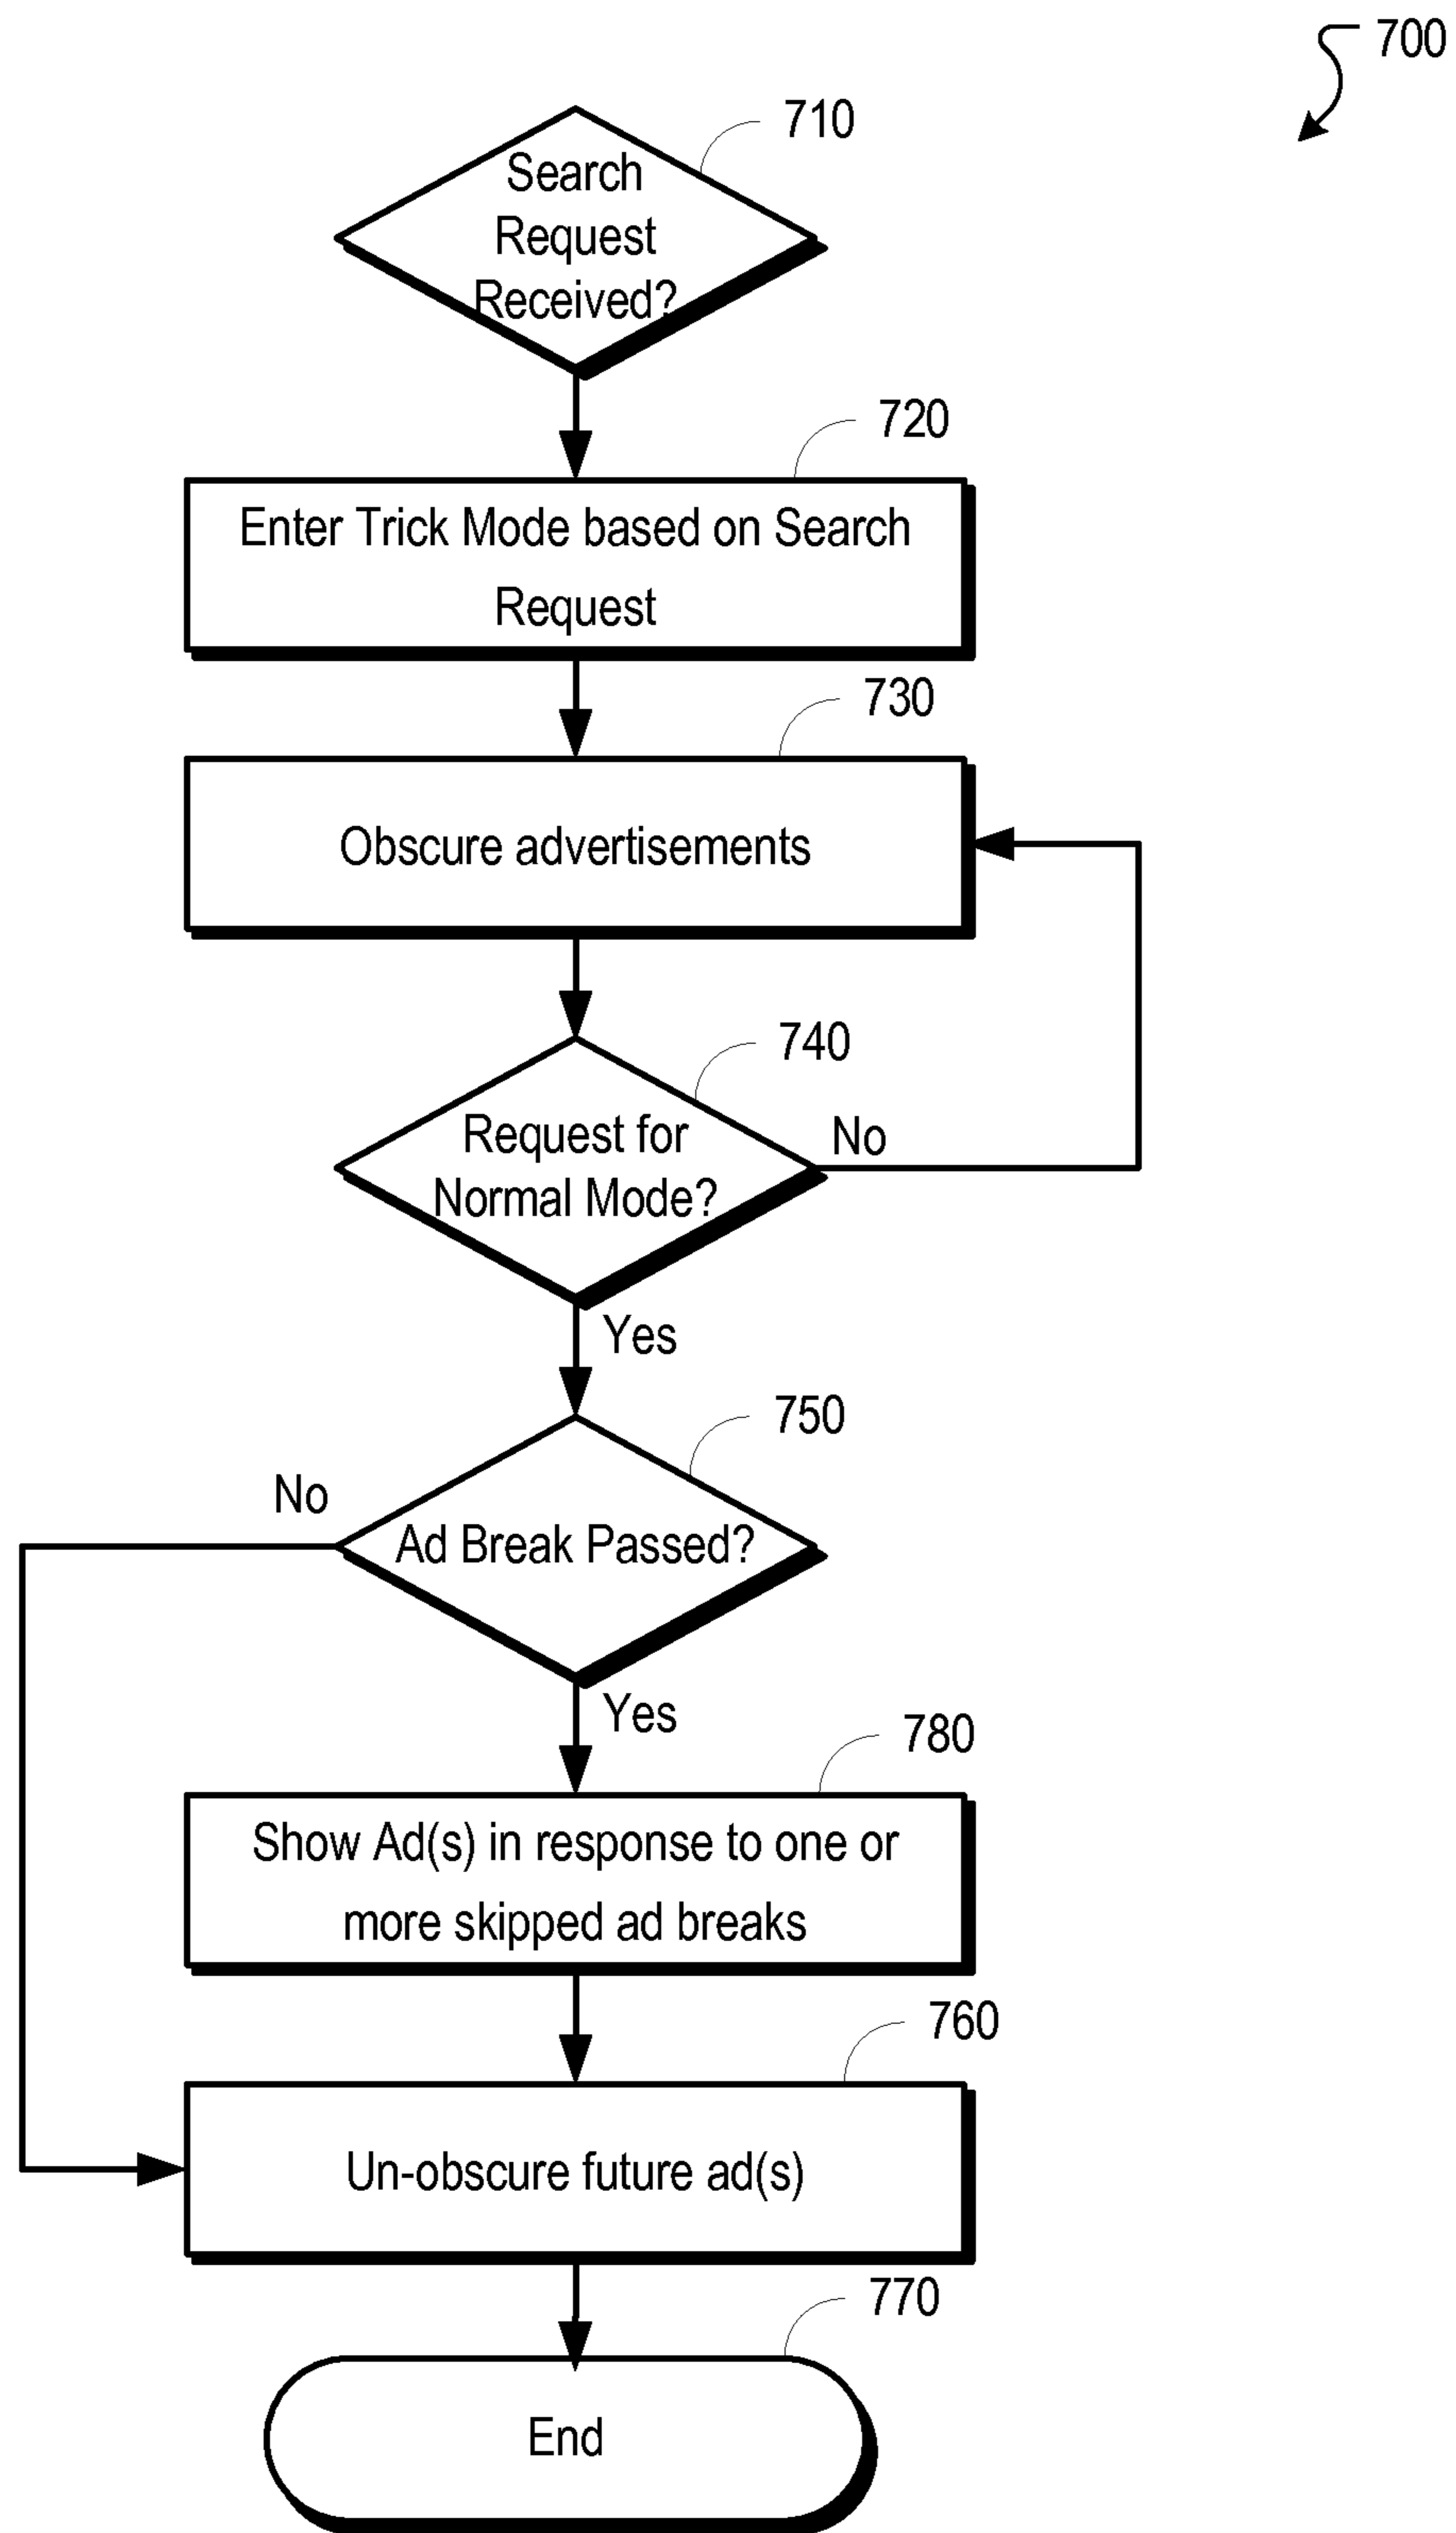 700
710
Search
Request
Received?
720
Enter Trick Mode based on Search
Request
730
Obscure advertisements
740
Request for
Normal Mode?
No
Yes
750
No
Ad Break Passed?
Yes
780
Show Ad(s) in response to one or
more skipped ad breaks
760
Un-obscure future ad(s)
770
End